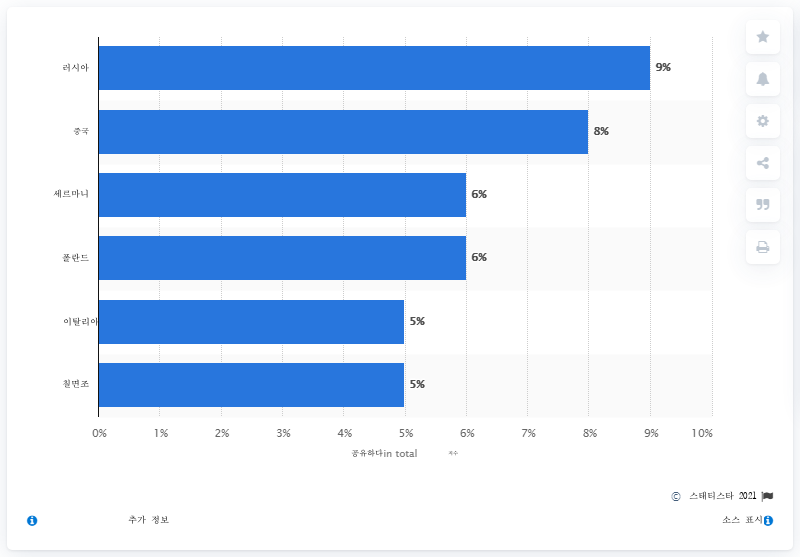 러시아
9%
중국
8%
세르마니
6%
폴란드
6%
이탈리아
5%
칠면조
5%
0% 1% 2% 3% 4% 5% 6% 7% 8% 9% 10%
공유하다in total
© 스태티스타 2021
추가 정보
소스 표시